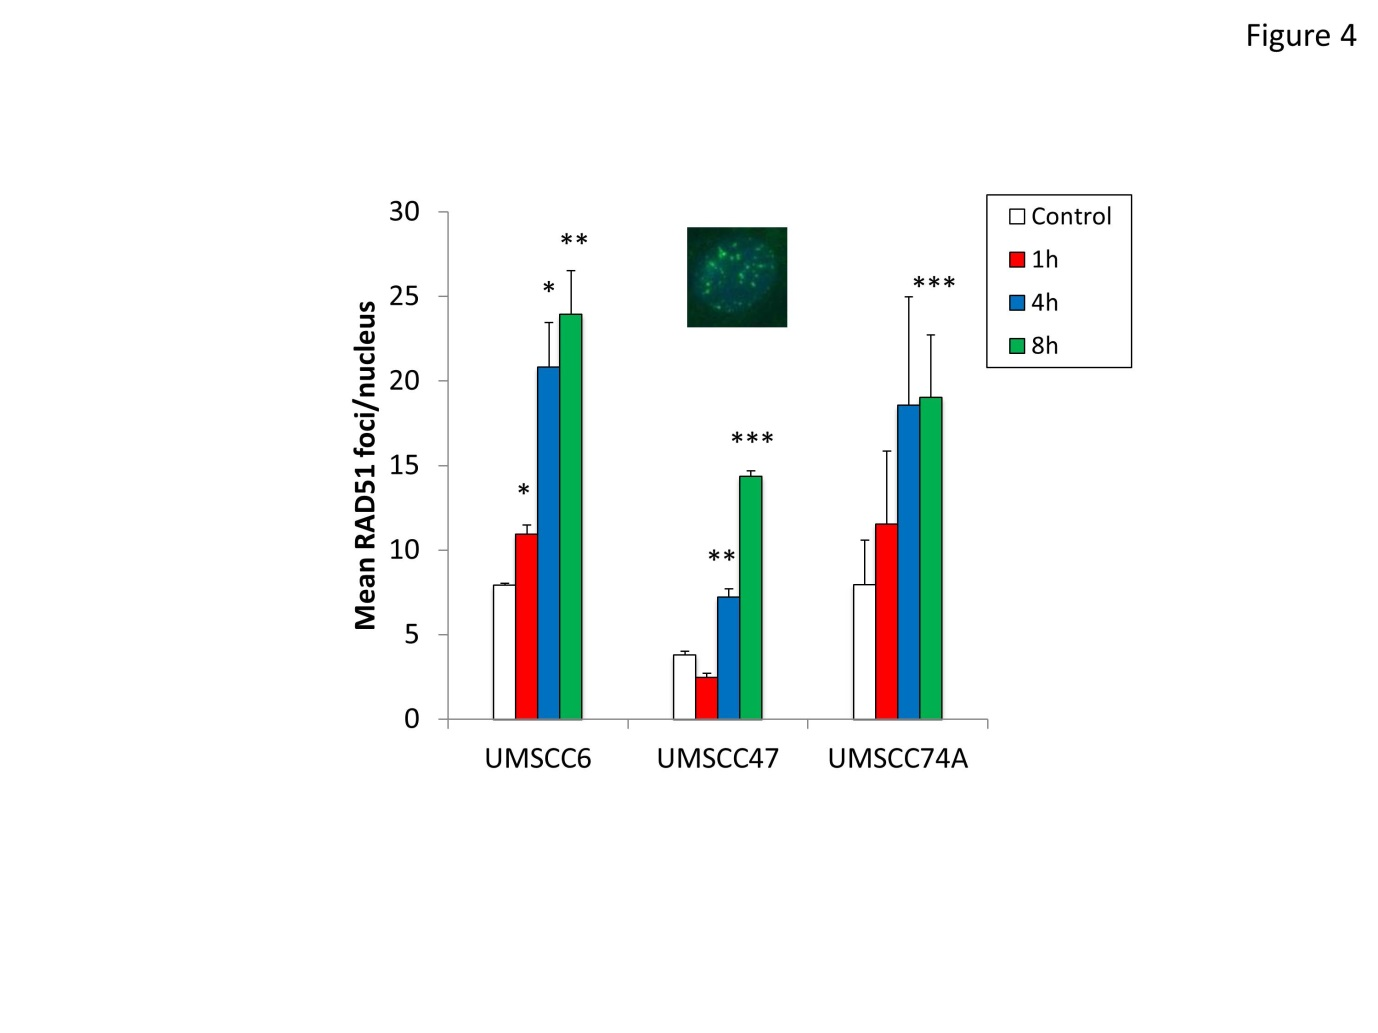 Figure 4
30
25
20
15
10
5
0
Mean RAD51 foci/nucleus
*
*
**
**
***
***
UMSCC6
UMSCC47
UMSCC74A
Control
1h
4h
8h